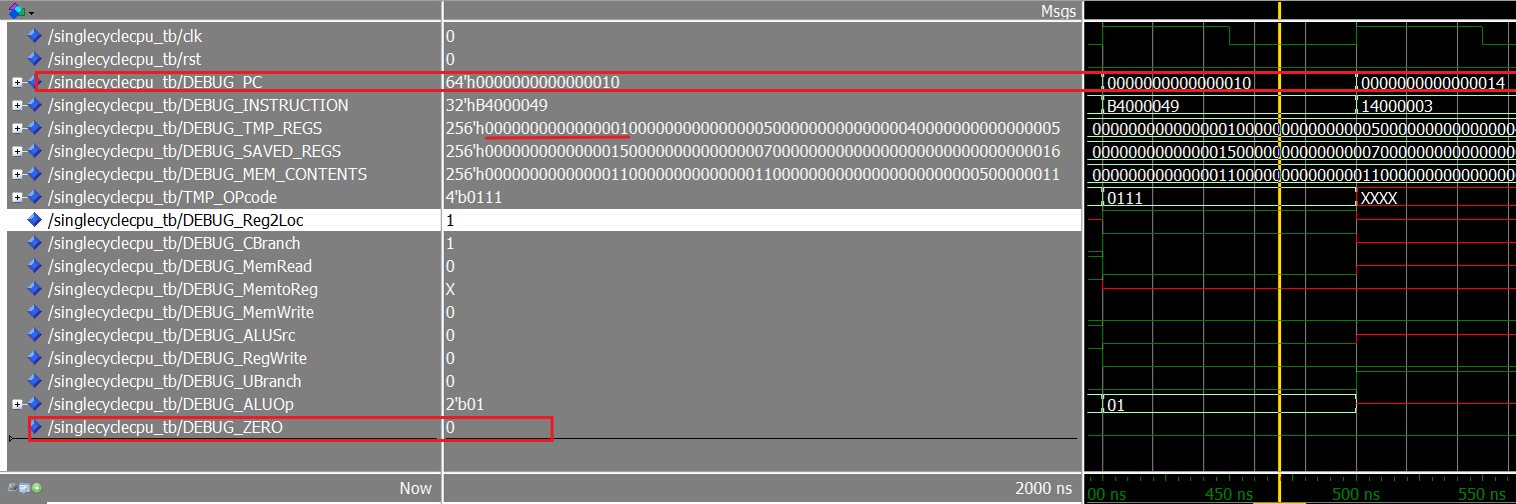 Msgs
/singlecyclecpu_tb/clk 0
/singlecyclecpu_tb/rst 0
/singlecyclecpu_tb/DEBUG_PC 64'h0000000000000010 0000000000000010 0000000000000014
/singlecyclecpu_tb/DEBUG_INSTRUCTION 32'hB4000049 B4000049 14000003
/singlecyclecpu_tb/DEBUG_TMP_REGS 256'h0000000000000001000000000000000500000000000000040000000000000005 000000000000000100000000000000050000000000000004
/singlecyclecpu_tb/DEBUG_SAVED_REGS 256'h0000000000000015000000000000000700000000000000000000000000000016 000000000000001500000000000000070000000000000000
/singlecyclecpu_tb/DEBUG_MEM_CONTENTS 256'h0000000000000011000000000000001100000000000000000000000500000011 000000000000001100000000000000110000000000000000
/singlecyclecpu_tb/TMP_OPcode 4'b0111 0111 XXXX
/singlecyclecpu_tb/DEBUG_Reg2Loc 1
/singlecyclecpu_tb/DEBUG_CBranch 1
/singlecyclecpu_tb/DEBUG_MemRead 0
/singlecyclecpu_tb/DEBUG_MemtoReg X
/singlecyclecpu_tb/DEBUG_MemWrite 0
/singlecyclecpu_tb/DEBUG_ALUSrc 0
/singlecyclecpu_tb/DEBUG_RegWrite 0
/singlecyclecpu_tb/DEBUG_UBranch 0
/singlecyclecpu_tb/DEBUG_ALUOp 2'b01 01
/singlecyclecpu_tb/DEBUG_ZERO 0
Now 2000 ns 00 ns 450 ns 500 ns 550 ns